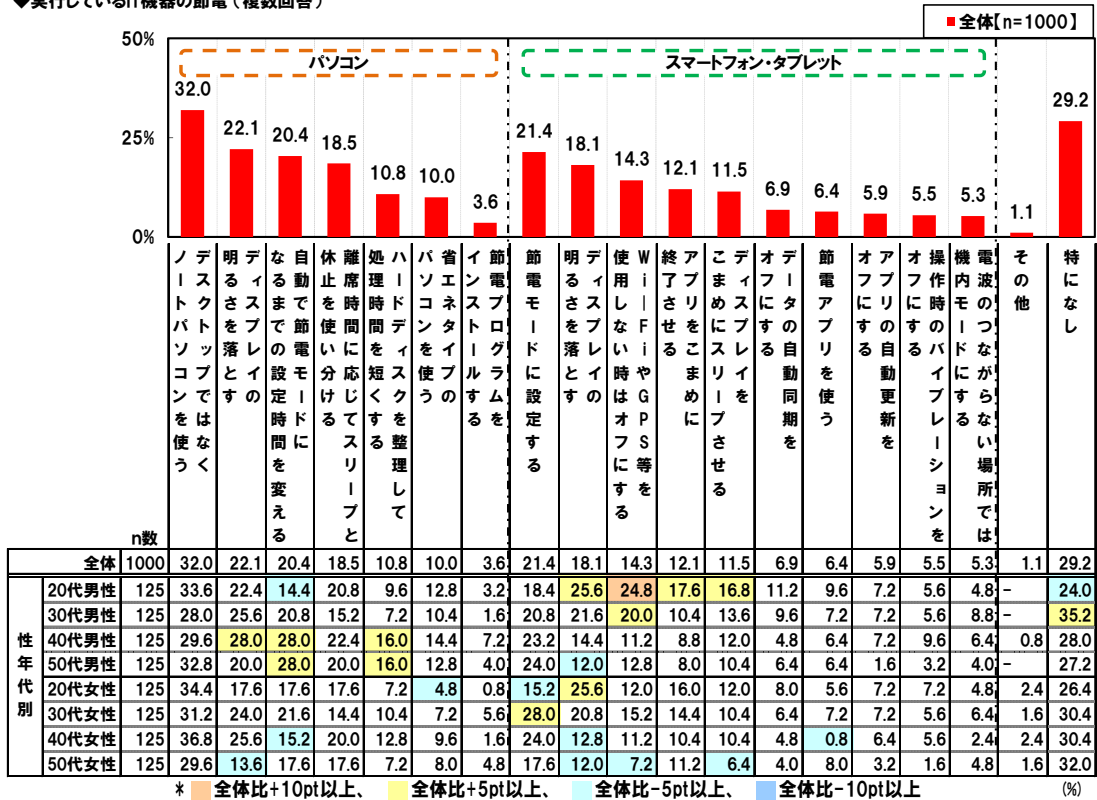 ◆実行しているIT機器の節電（複数回答）
■全体【n=1000】
50%
25%
0%
パソコン
スマートフォン・タブレット
32.0 22.1 20.4 18.5 10.8 10.0 3.6 21.4 18.1 14.3 12.1 11.5 6.9 6.4 5.9 5.5 5.3 1.1 29.2
デスクトップではなく
ノートパソコンを使う
ディスプレイの
明るさを落とす
自動で節電モードに
なるまでの設定時間を変える
離席時間に応じてスリープと
休止を使い分ける
ハードディスクを整理して
処理時間を短くする
省エネタイプの
パソコンを使う
節電プログラムを
インストールする
節電モードに設定する
ディスプレイの
明るさを落とす
Wi－FiやGPS等を
使用しない時はオフにする
アプリをこまめに
終了させる
ディスプレイを
こまめにスリープさせる
データの自動同期を
オフにする
節電アプリを使う
アプリの自動更新を
オフにする
操作時のバイブレーションを
オフにする
電波のつながらない場所では
機内モードにする
その他
特になし
n数
全体 1000 32.0 22.1 20.4 18.5 10.8 10.0 3.6 21.4 18.1 14.3 12.1 11.5 6.9 6.4 5.9 5.5 5.3 1.1 29.2
性年代別
20代男性 125 33.6 22.4 14.4 20.8 9.6 12.8 3.2 18.4 25.6 24.8 17.6 16.8 11.2 9.6 7.2 5.6 4.8 - 24.0
30代男性 125 28.0 25.6 20.8 15.2 7.2 10.4 1.6 20.8 21.6 20.0 10.4 13.6 9.6 7.2 7.2 5.6 8.8 - 35.2
40代男性 125 29.6 28.0 28.0 22.4 16.0 14.4 7.2 23.2 14.4 11.2 8.8 12.0 4.8 6.4 7.2 9.6 6.4 0.8 28.0
50代男性 125 32.8 20.0 28.0 20.0 16.0 12.8 4.0 24.0 12.0 12.8 8.0 10.4 6.4 6.4 1.6 3.2 4.0 - 27.2
20代女性 125 34.4 17.6 17.6 17.6 7.2 4.8 0.8 15.2 25.6 12.0 16.0 12.0 8.0 5.6 7.2 7.2 4.8 2.4 26.4
30代女性 125 31.2 24.0 21.6 14.4 10.4 7.2 5.6 28.0 20.8 15.2 14.4 10.4 6.4 7.2 7.2 5.6 6.4 1.6 30.4
40代女性 125 36.8 25.6 15.2 20.0 12.8 9.6 1.6 24.0 12.8 11.2 10.4 10.4 4.8 0.8 6.4 5.6 2.4 2.4 30.4
50代女性 125 29.6 13.6 17.6 17.6 7.2 8.0 4.8 17.6 12.0 7.2 11.2 6.4 4.0 8.0 3.2 1.6 4.8 1.6 32.0
＊ 全体比+10pt以上、 全体比+5pt以上、 全体比-5pt以上、 全体比-10pt以上 (%)